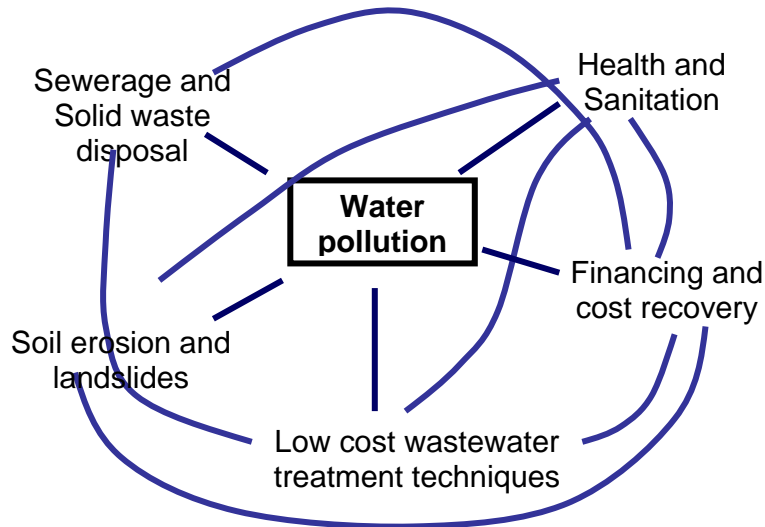 Sewerage and
Solid waste
disposal
Health and
Sanitation
Water
pollution
Financing and
cost recovery
Soil erosion and
landslides
Low cost wastewater
treatment techniques